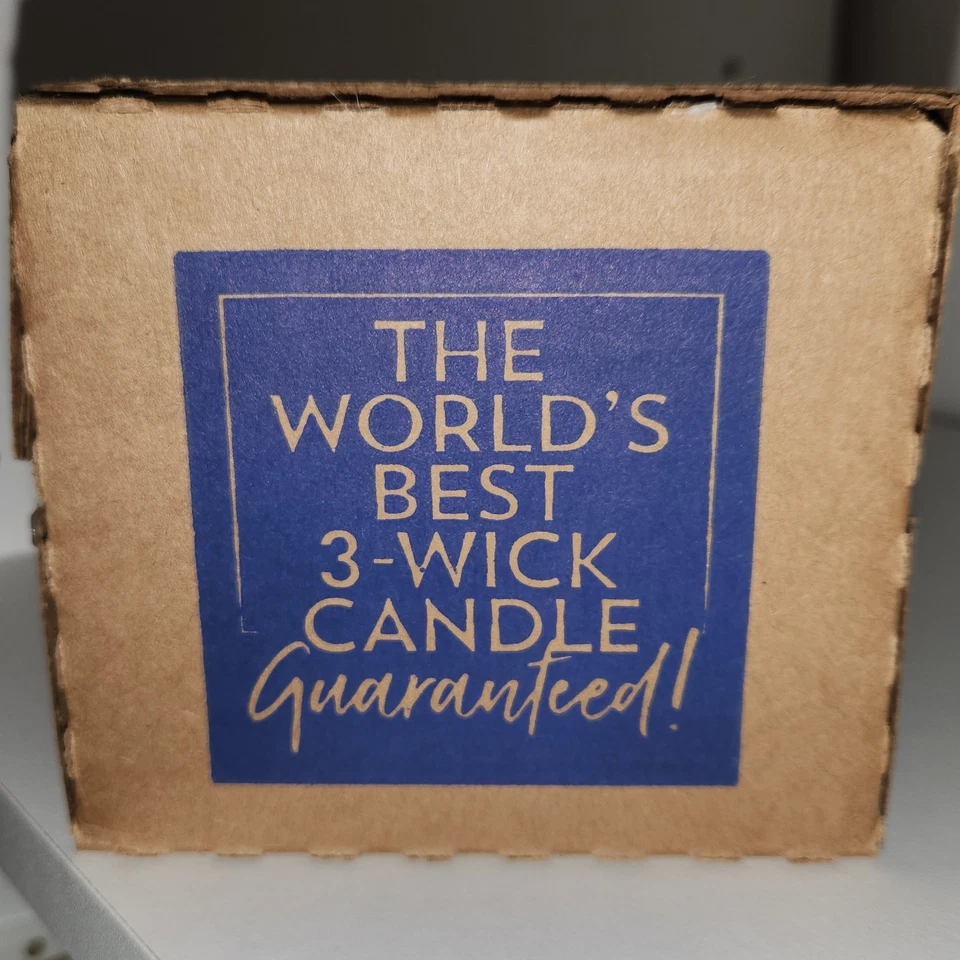 THE
WORLD'S
BEST
3-WICK
CANDLE
Guaranteed!